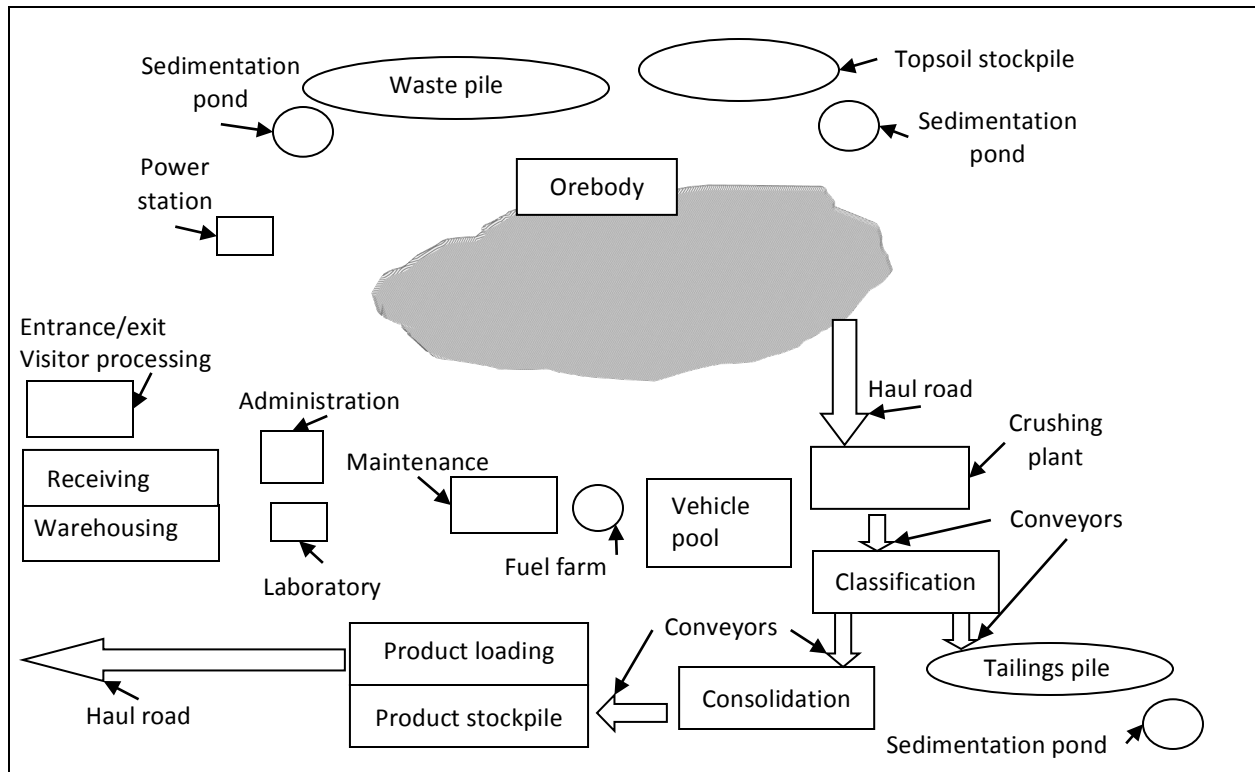 Sedimentation
pond
Waste pile
Topsoil stockpile
Sedimentation
pond
Power
station
Orebody
Entrance/exit
Visitor processing
Administration
Haul road
Crushing
plant
Maintenance
Receiving
Warehousing
Vehicle
pool
Conveyors
Fuel farm
Laboratory
Classification
Conveyors
Product loading
Tailings pile
Consolidation
Haul road
Product stockpile
Sedimentation pond